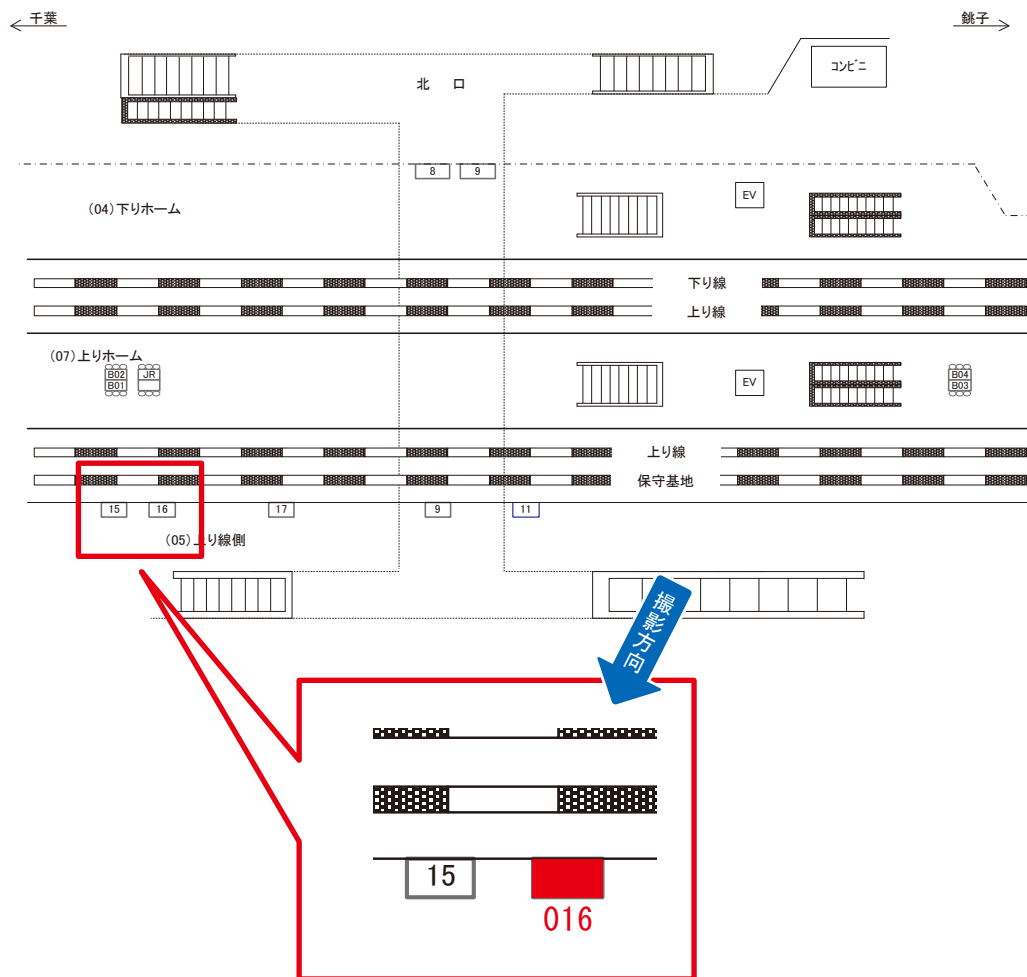 千葉
銚子
コンビニ
北 口
8
9
EV
(04)下りホーム
下り線
上り線
(07)上りホーム
B02
B01
JR
EV
B04
B03
上り線
保守基地
15
16
17
9
11
(05)上り線側
撮影方向
15
016